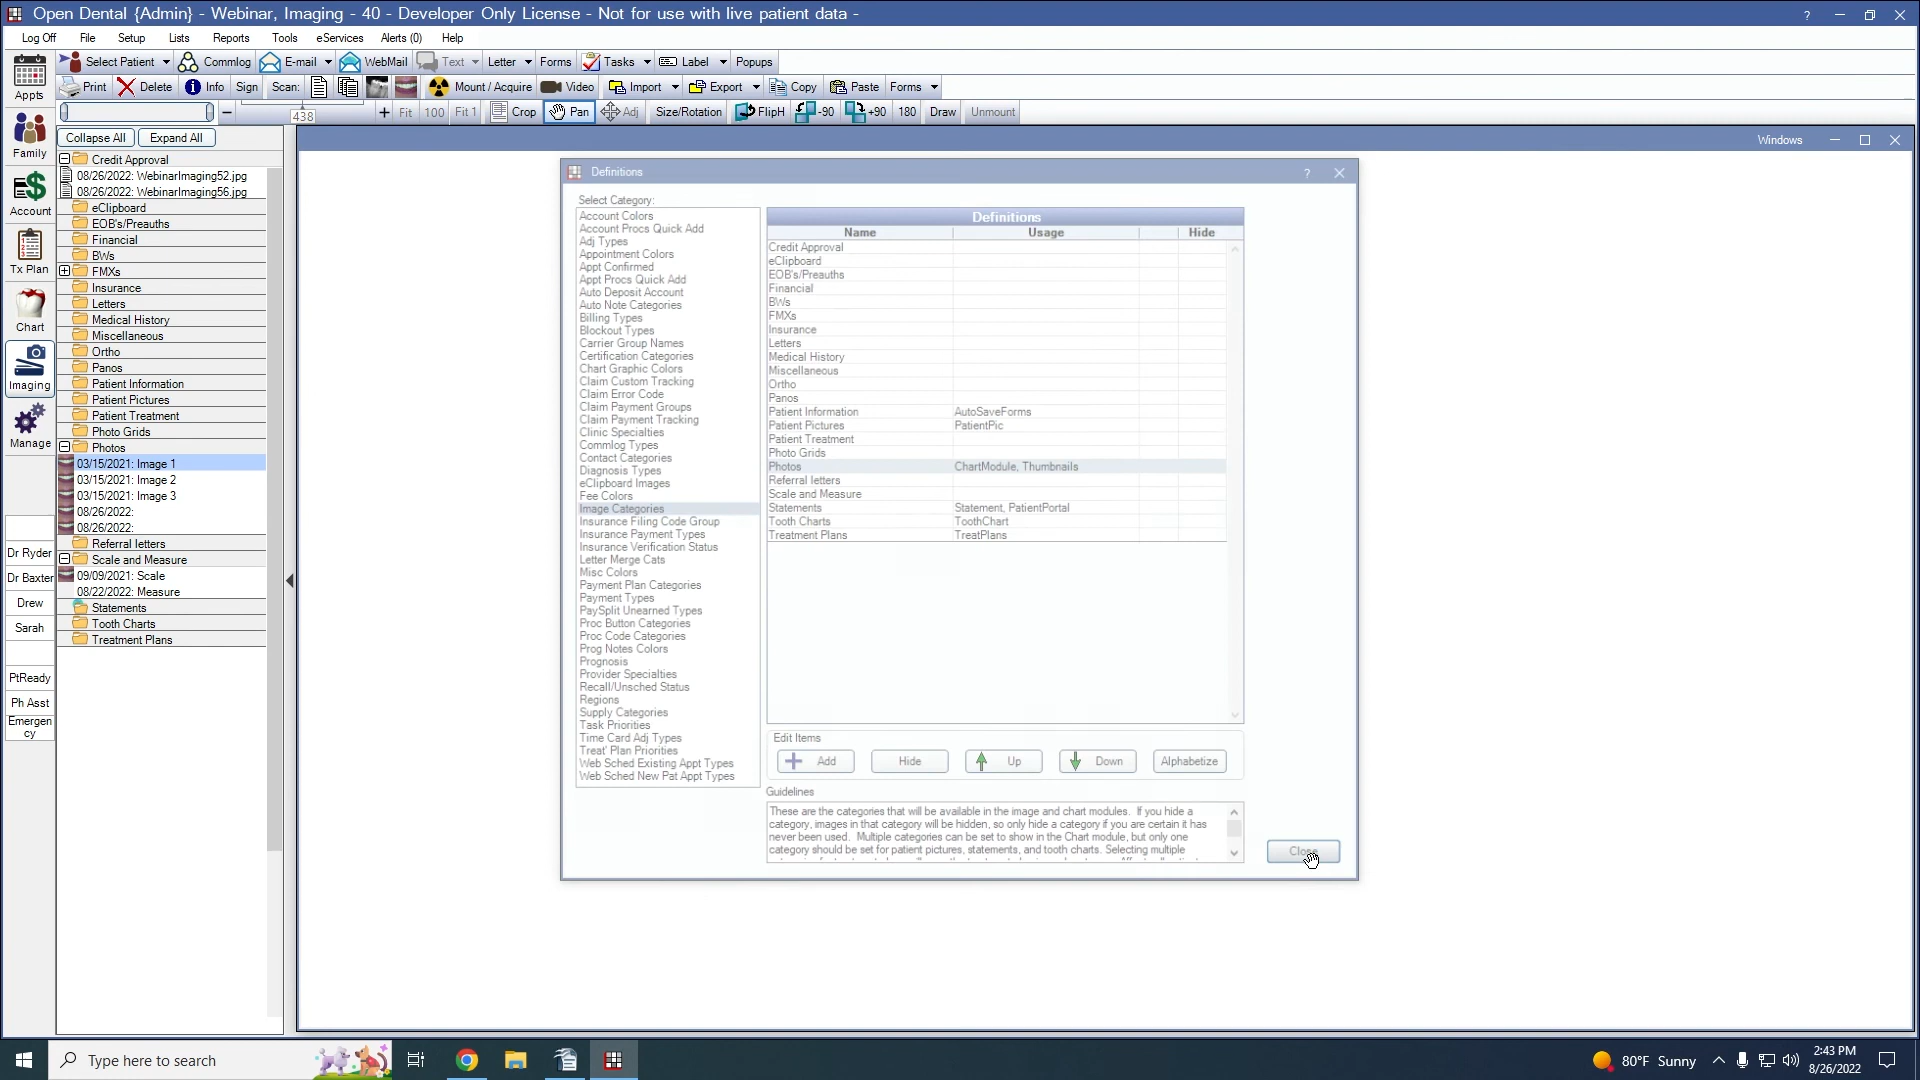 Open Dental {Admin} - Webinar, Imaging - 40 - Developer Only License - Not for use with live patient data -
Log Off File Setup Lists Reports Tools eServices Alerts (0) Help
Select Patient Commlog E-mail WebMail Text Letter Forms Tasks Label Popups
Print Delete Info Sign Scan: Mount / Acquire Video Import Export Copy Paste Forms
438 Fit 100 Fit 1 Crop Pan Adj Size/Rotation FlipH -90 +90 180 Draw Unmount
Appts
Family
Account
Tx Plan
Chart
Imaging
Manage
Dr Ryder
Dr Baxter
Drew
Sarah
PtReady
Ph Asst
Emergen
cy
Collapse All Expand All
Credit Approval
08/26/2022: WebinarImaging52.jpg
08/26/2022: WebinarImaging56.jpg
eClipboard
EOB's/Preauths
Financial
BWs
FMXs
Insurance
Letters
Medical History
Miscellaneous
Ortho
Panos
Patient Information
Patient Pictures
Patient Treatment
Photo Grids
Photos
03/15/2021: Image 1
03/15/2021: Image 2
03/15/2021: Image 3
08/26/2022:
08/26/2022:
Referral letters
Scale and Measure
09/09/2021: Scale
08/22/2022: Measure
Statements
Tooth Charts
Treatment Plans
Windows
Definitions
Select Category:
Account Colors
Account Procs Quick Add
Adj Types
Appointment Colors
Appt Confirmed
Appt Procs Quick Add
Auto Deposit Account
Auto Note Categories
Billing Types
Blockout Types
Carrier Group Names
Certification Categories
Chart Graphic Colors
Claim Custom Tracking
Claim Error Code
Claim Payment Groups
Claim Payment Tracking
Clinic Specialties
Commlog Types
Contact Categories
Diagnosis Types
eClipboard Images
Fee Colors
Image Categories
Insurance Filing Code Group
Insurance Payment Types
Insurance Verification Status
Letter Merge Cats
Misc Colors
Payment Plan Categories
Payment Types
PaySplit Unearned Types
Proc Button Categories
Proc Code Categories
Prog Notes Colors
Prognosis
Provider Specialties
Recall/Unsched Status
Regions
Supply Categories
Task Priorities
Time Card Adj Types
Treat' Plan Priorities
Web Sched Existing Appt Types
Web Sched New Pat Appt Types
Definitions
Name Usage Hide
Credit Approval
eClipboard
EOB's/Preauths
Financial
BWs
FMXs
Insurance
Letters
Medical History
Miscellaneous
Ortho
Panos
Patient Information AutoSaveForms
Patient Pictures PatientPic
Patient Treatment
Photo Grids
Photos ChartModule, Thumbnails
Referral letters
Scale and Measure
Statements Statement, PatientPortal
Tooth Charts ToothChart
Treatment Plans TreatPlans
Edit Items
Add Hide Up Down Alphabetize
Guidelines
These are the categories that will be available in the image and chart modules. If you hide a
category, images in that category will be hidden, so only hide a category if you are certain it has
never been used. Multiple categories can be set to show in the Chart module, but only one
category should be set for patient pictures, statements, and tooth charts. Selecting multiple
Close
Type here to search
80°F Sunny
2:43 PM
8/26/2022